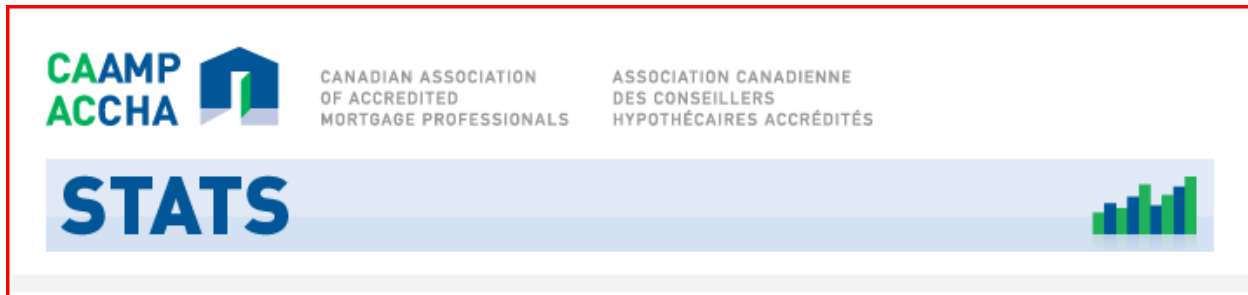 CAAMP
ACCHA
CANADIAN ASSOCIATION
OF ACCREDITED
MORTGAGE PROFESSIONALS
ASSOCIATION CANADIENNE
DES CONSEILLERS
HYPOTHÉCAIRES ACCRÉDITÉS
STATS